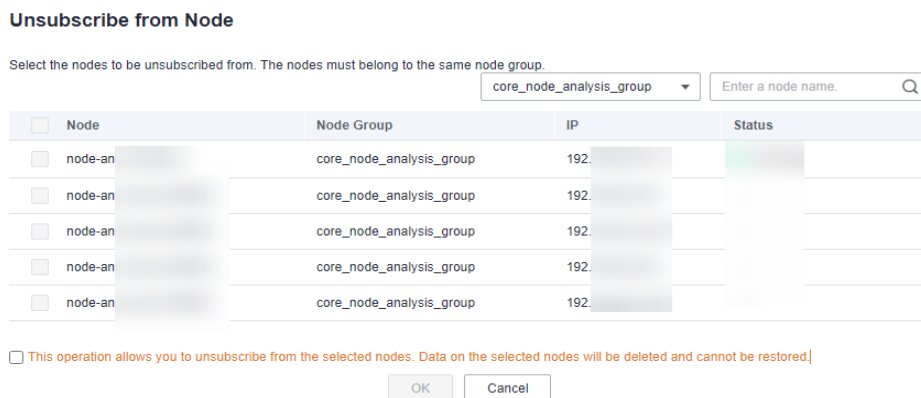 Unsubscribe from Node
Select the nodes to be unsubscribed from. The nodes must belong to the same node group.
core_node_analysis_group Enter a node name.
Node Node Group IP Status
node-an core_node_analysis_group 192.
node-an core_node_analysis_group 192.
node-an core_node_analysis_group 192.
node-an core_node_analysis_group 192.
node-an core_node_analysis_group 192.
This operation allows you to unsubscribe from the selected nodes. Data on the selected nodes will be deleted and cannot be restored.
OK Cancel